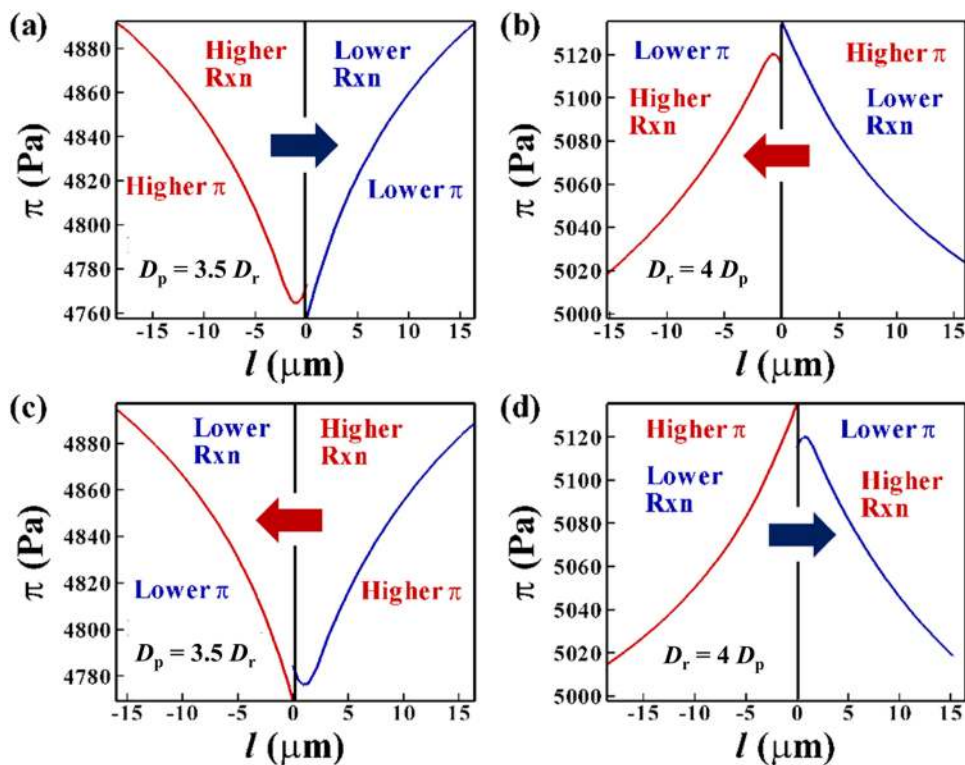 (a)
Higher Rxn
Lower Rxn
Higher π
Lower π
Dp = 3.5 Dr
π (Pa)
4880
4860
4840
4820
4800
4780
4760
-15 -10 -5 0 5 10 15
l (μm)
(b)
Lower π
Higher Rxn
Higher π
Lower Rxn
Dr = 4 Dp
π (Pa)
5120
5100
5080
5060
5040
5020
5000
-15 -10 -5 0 5 10 15
l (μm)
(c)
Lower Rxn
Higher Rxn
Lower π
Higher π
Dp = 3.5 Dr
π (Pa)
4880
4860
4840
4820
4800
4780
-15 -10 -5 0 5 10 15
l (μm)
(d)
Higher π
Lower Rxn
Lower π
Higher Rxn
Dr = 4 Dp
π (Pa)
5120
5100
5080
5060
5040
5020
5000
-15 -10 -5 0 5 10 15
l (μm)